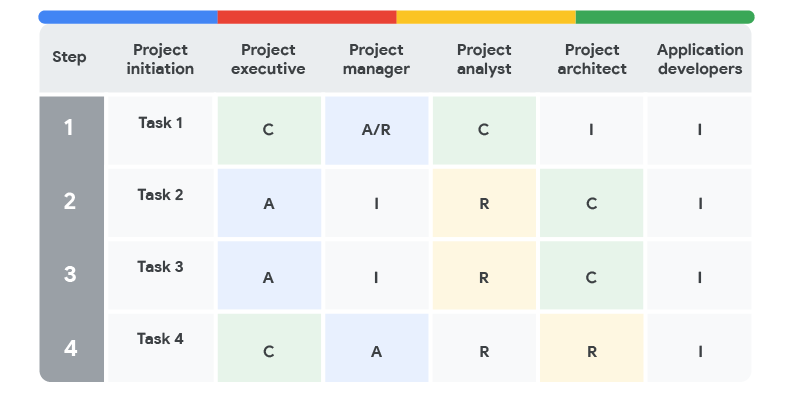 Step Project initiation Project executive Project manager Project analyst Project architect Application developers
1 Task 1 C A/R C I I
2 Task 2 A I R C I
3 Task 3 A I R C I
4 Task 4 C A R R I